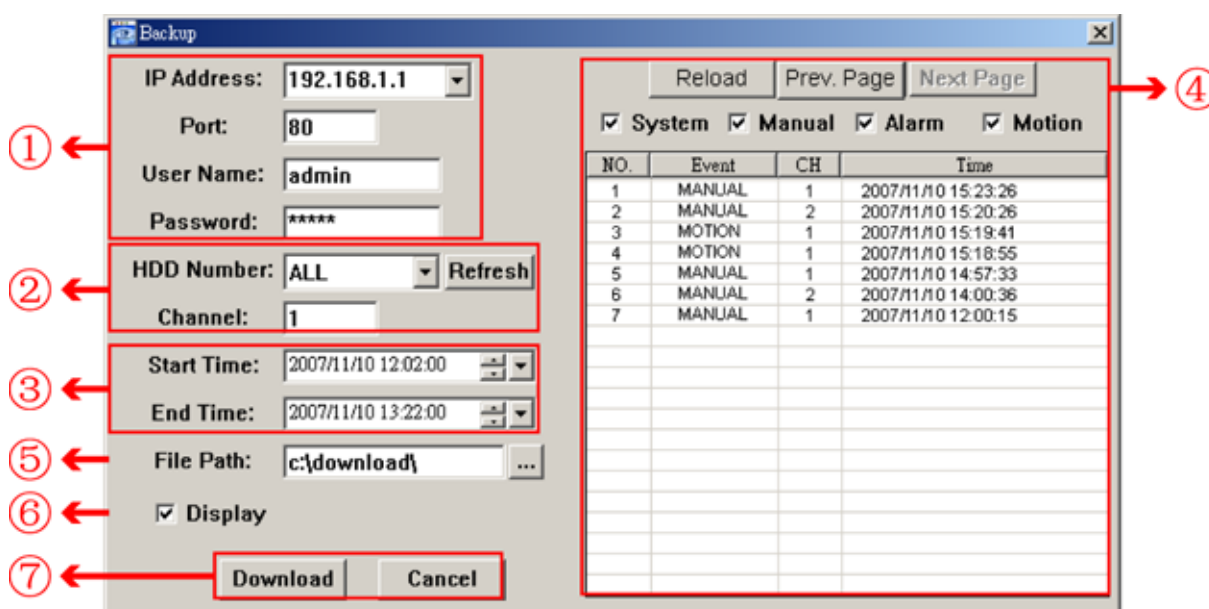 Backup
① IP Address: 192.168.1.1
Port: 80
User Name: admin
Password: *****
② HDD Number: ALL Refresh
Channel: 1
③ Start Time: 2007/11/10 12:02:00
End Time: 2007/11/10 13:22:00
⑤ File Path: c:\download\ ...
⑥ Display
⑦ Download Cancel
④ Reload Prev. Page Next Page
System Manual Alarm Motion
NO. Event CH Time
1 MANUAL 1 2007/11/10 15:23:26
2 MANUAL 2 2007/11/10 15:20:26
3 MOTION 1 2007/11/10 15:19:41
4 MOTION 1 2007/11/10 15:18:55
5 MANUAL 1 2007/11/10 14:57:33
6 MANUAL 2 2007/11/10 14:00:36
7 MANUAL 1 2007/11/10 12:00:15